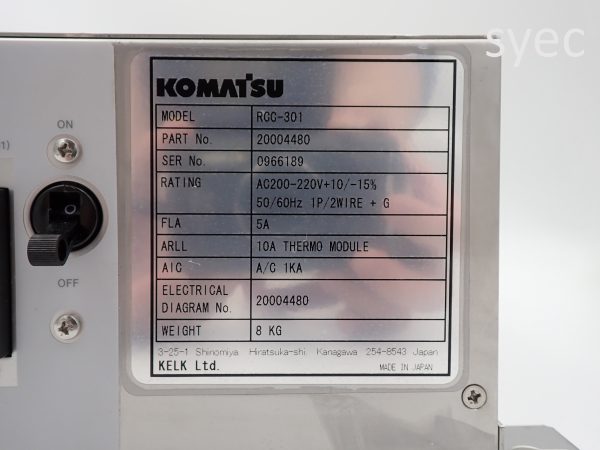 syec
KOMATSU
MODEL RGC-301
PART No. 20004480
SER No. 0966189
RATING AC200-220V+10/-15%
50/60Hz 1P/2WIRE + G
FLA 5A
ARLL 10A THERMO MODULE
AIC A/C 1KA
ELECTRICAL
DIAGRAM No. 20004480
WEIGHT 8 KG
3-25-1 Shinomiya Hiratsuka-shi. Kanagawa 254-8543 Japan
KELK Ltd. MADE IN JAPAN
ON
1)
OFF